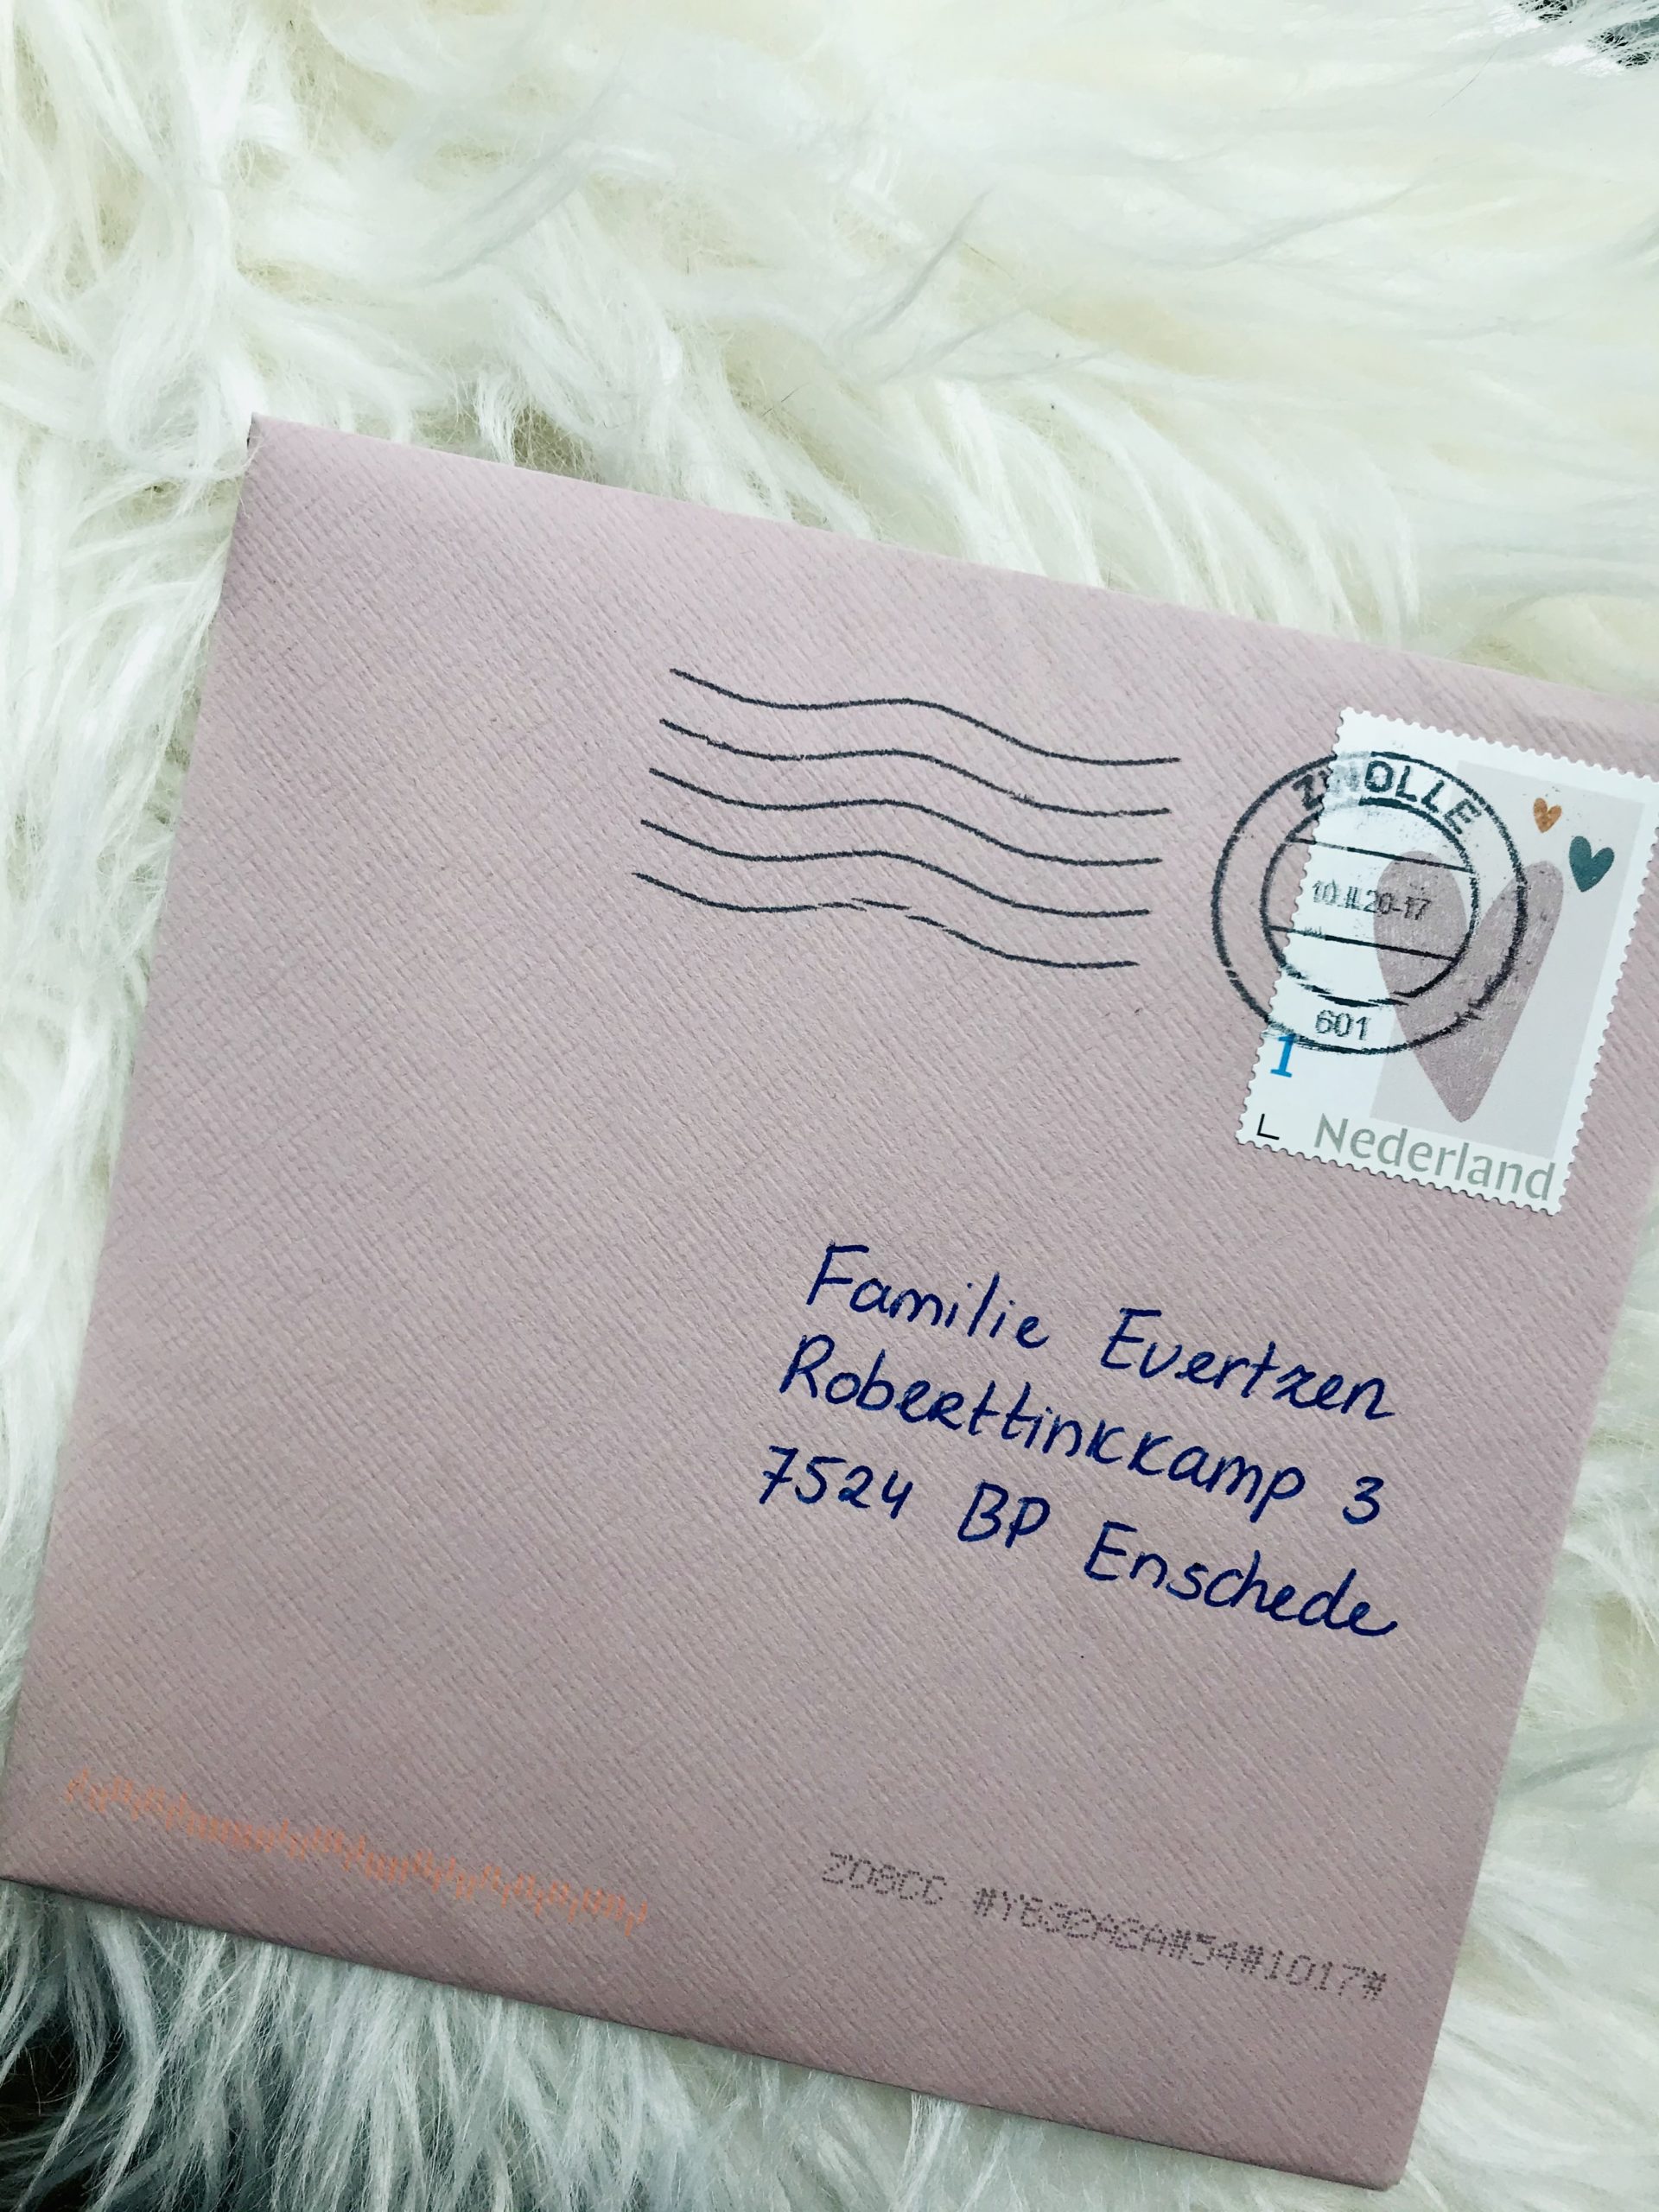 ZWOLLE
10.II.20-17
601
1
Nederland
Familie Evertzen
Roberttinkkamp 3
7524 BP Enschede